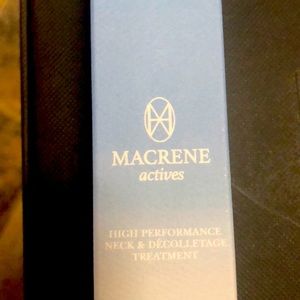 MACRENE
actives
HIGH PERFORMANCE
NECK & DÉCOLLETAGE
TREATMENT